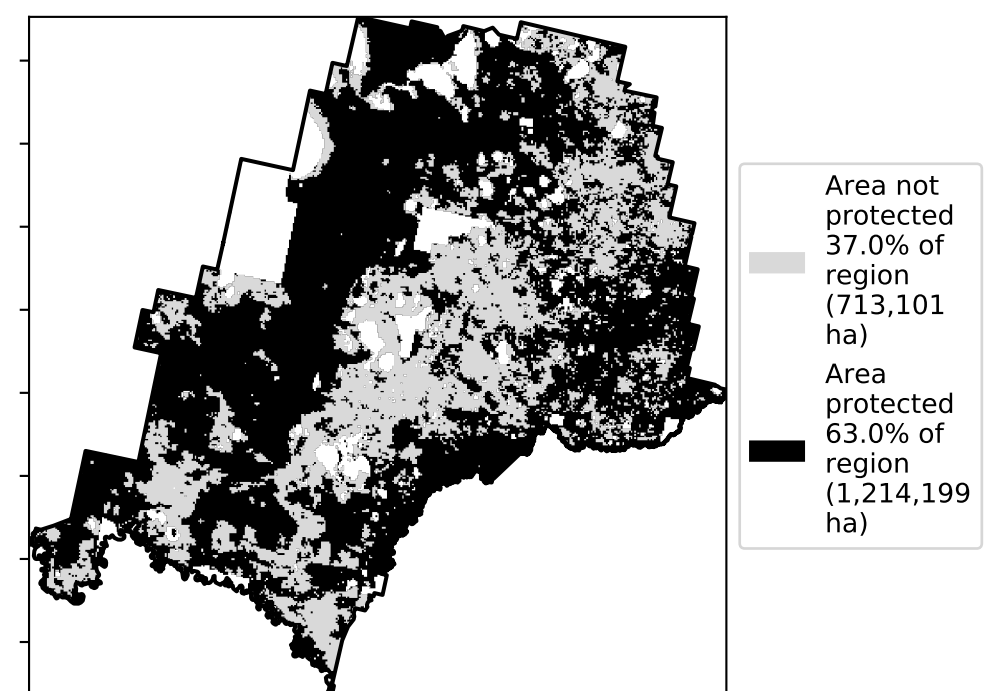 Area not
protected
37.0% of
region
(713,101
ha)
Area
protected
63.0% of
region
(1,214,199
ha)